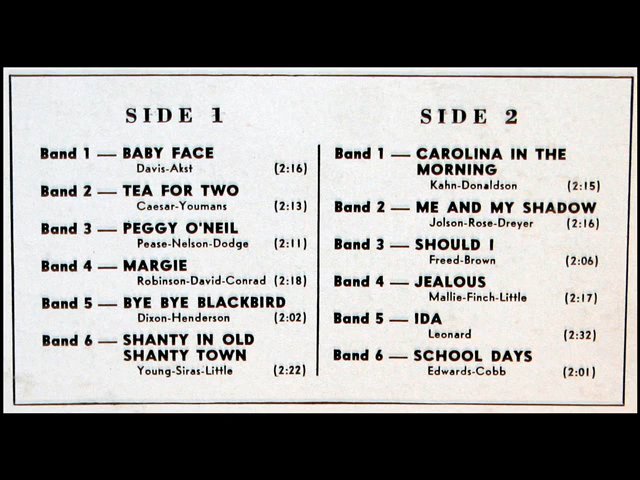 SIDE 1
Band 1 — BABY FACE
Davis-Akst (2:16)
Band 2 — TEA FOR TWO
Caesar-Youmans (2:13)
Band 3 — PEGGY O'NEIL
Pease-Nelson-Dodge (2:11)
Band 4 — MARGIE
Robinson-David-Conrad (2:18)
Band 5 — BYE BYE BLACKBIRD
Dixon-Henderson (2:02)
Band 6 — SHANTY IN OLD
SHANTY TOWN
Young-Siras-Little (2:22)
SIDE 2
Band 1 — CAROLINA IN THE
MORNING
Kahn-Donaldson (2:15)
Band 2 — ME AND MY SHADOW
Jolson-Rose-Dreyer (2:16)
Band 3 — SHOULD I
Freed-Brown (2:06)
Band 4 — JEALOUS
Mallie-Finch-Little (2:17)
Band 5 — IDA
Leonard (2:32)
Band 6 — SCHOOL DAYS
Edwards-Cobb (2:01)